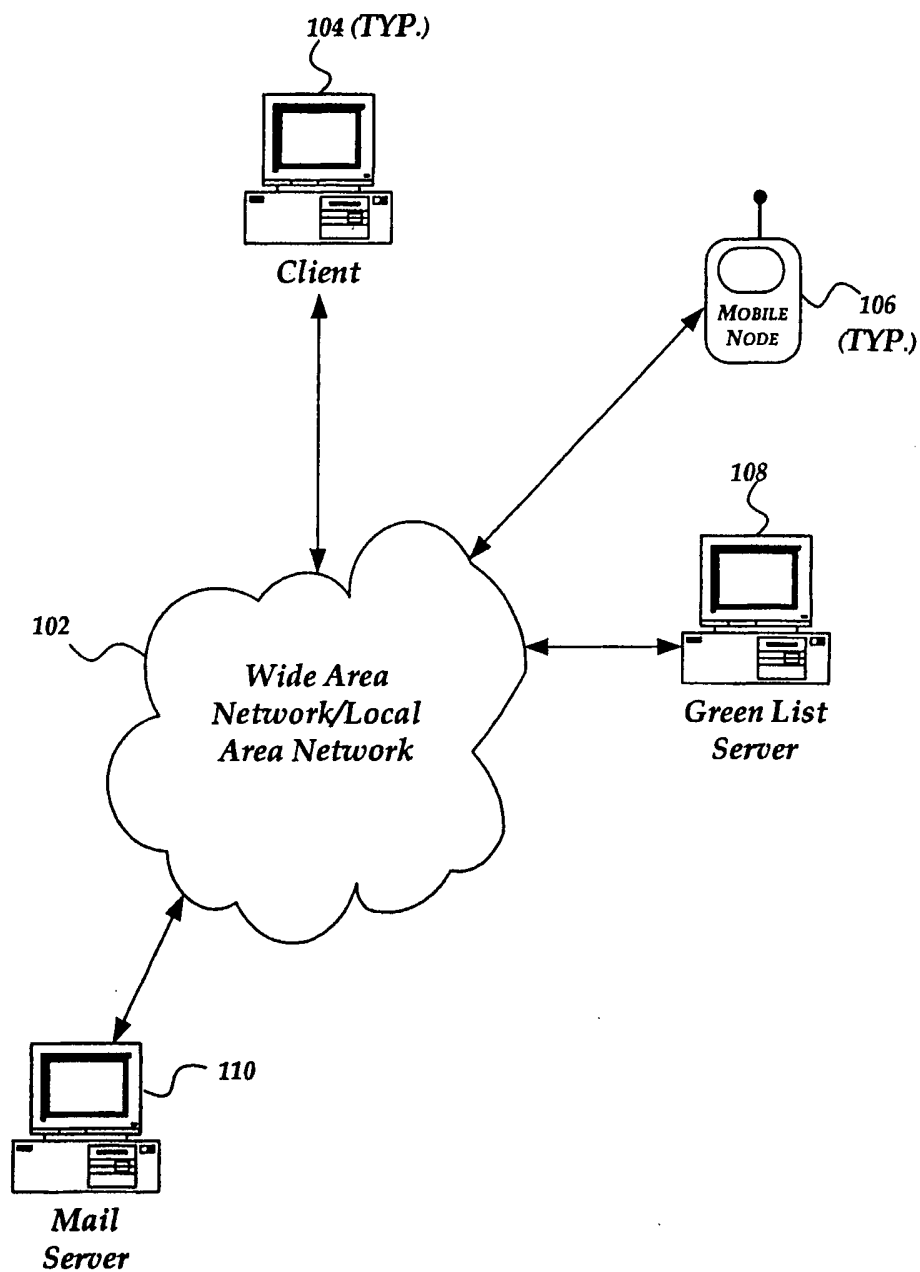 104 (TYP.)
Client
MOBILE
NODE
106
(TYP.)
108
Green List
Server
102
Wide Area
Network/Local
Area Network
110
Mail
Server